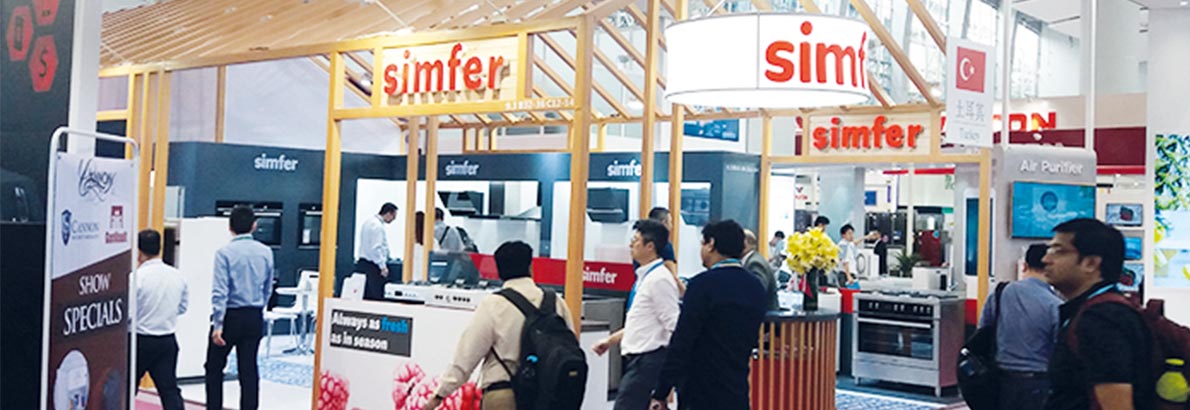 CANNON
SHOW
SPECIALS
simfer
simfer
simfer
simfer
Always as fresh
as in season
simfer
simf
simfer
土耳其
Turkey
Air Purifier